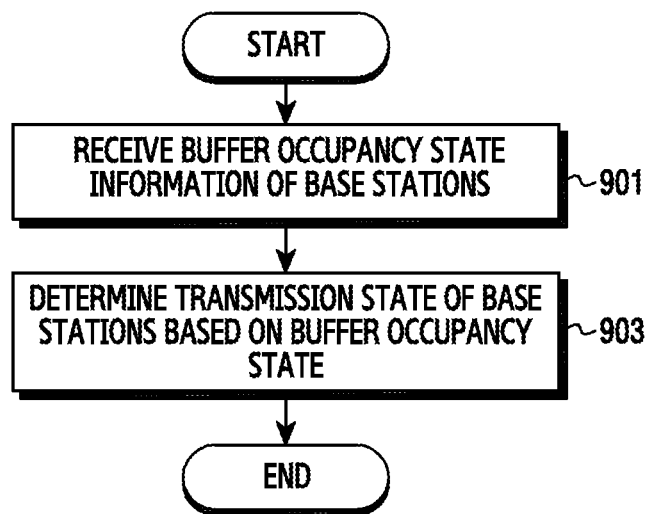 START
RECEIVE BUFFER OCCUPANCY STATE
INFORMATION OF BASE STATIONS
901
DETERMINE TRANSMISSION STATE OF BASE
STATIONS BASED ON BUFFER OCCUPANCY
STATE
903
END